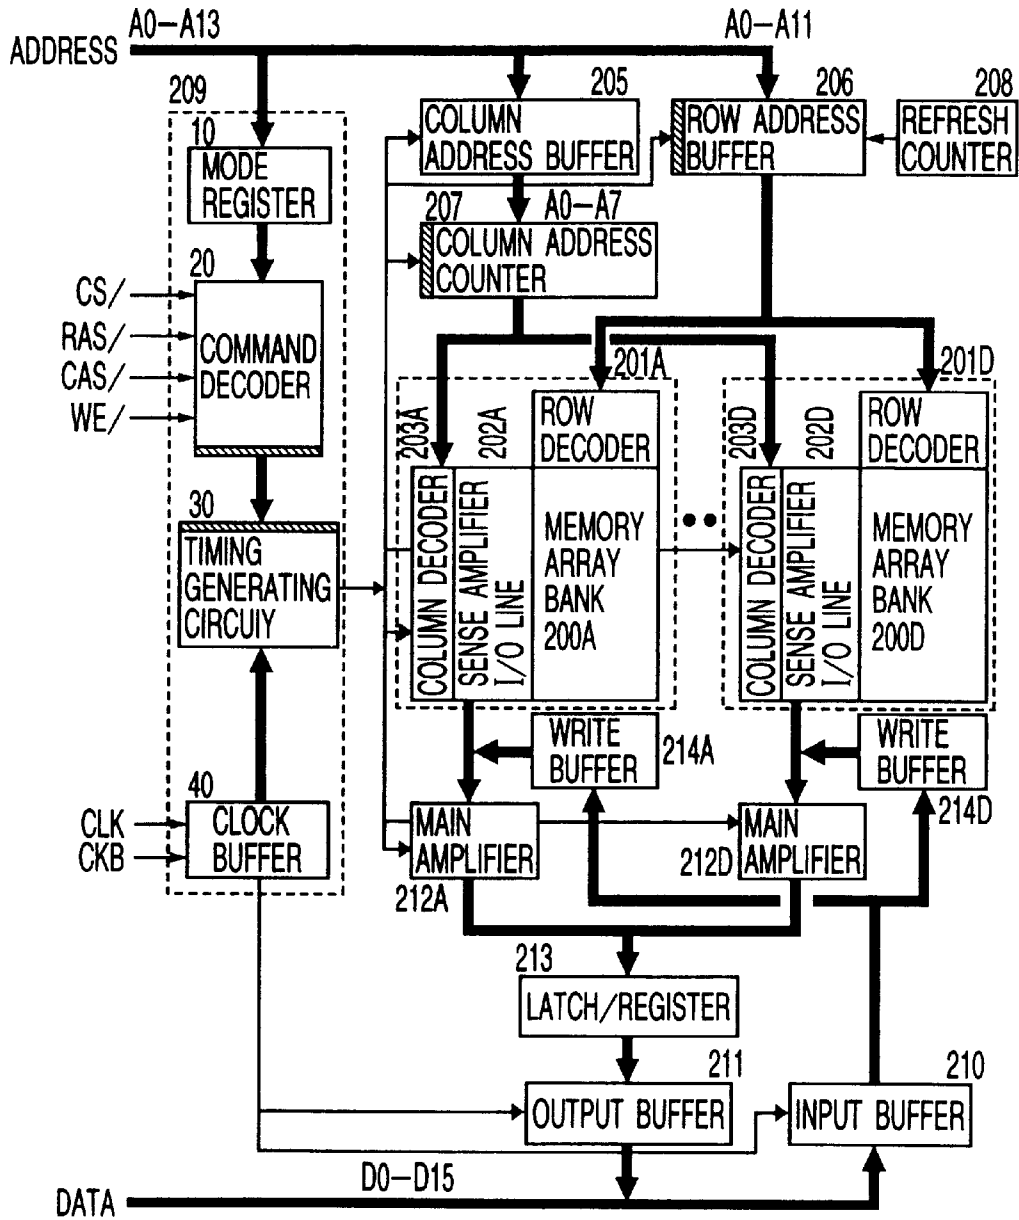 A0-A13
A0-A11
ADDRESS
209
205
206
208
10
MODE
REGISTER
COLUMN
ADDRESS BUFFER
ROW ADDRESS
BUFFER
REFRESH
COUNTER
207
A0-A7
COLUMN ADDRESS
COUNTER
20
CS/
RAS/
CAS/
WE/
COMMAND
DECODER
201A
201D
203A
202A
ROW
DECODER
203D
202D
ROW
DECODER
30
TIMING
GENERATING
CIRCUIY
COLUMN DECODER
SENSE AMPLIFIER
I/O LINE
MEMORY
ARRAY
BANK
200A
COLUMN DECODER
SENSE AMPLIFIER
I/O LINE
MEMORY
ARRAY
BANK
200D
WRITE
BUFFER
214A
WRITE
BUFFER
214D
40
CLK
CKB
CLOCK
BUFFER
MAIN
AMPLIFIER
212A
MAIN
AMPLIFIER
212D
213
LATCH/REGISTER
211
OUTPUT BUFFER
210
INPUT BUFFER
D0-D15
DATA